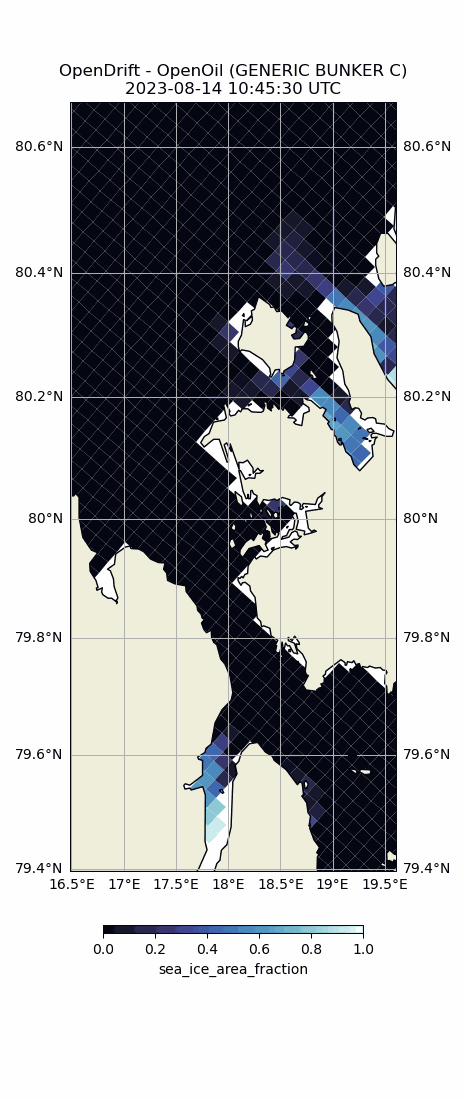 OpenDrift - OpenOil (GENERIC BUNKER C)
2023-08-14 10:45:30 UTC
80.6°N 80.6°N
80.4°N 80.4°N
80.2°N 80.2°N
80°N 80°N
79.8°N 79.8°N
79.6°N 79.6°N
79.4°N 79.4°N
16.5°E 17°E 17.5°E 18°E 18.5°E 19°E 19.5°E
0.0 0.2 0.4 0.6 0.8 1.0
sea_ice_area_fraction